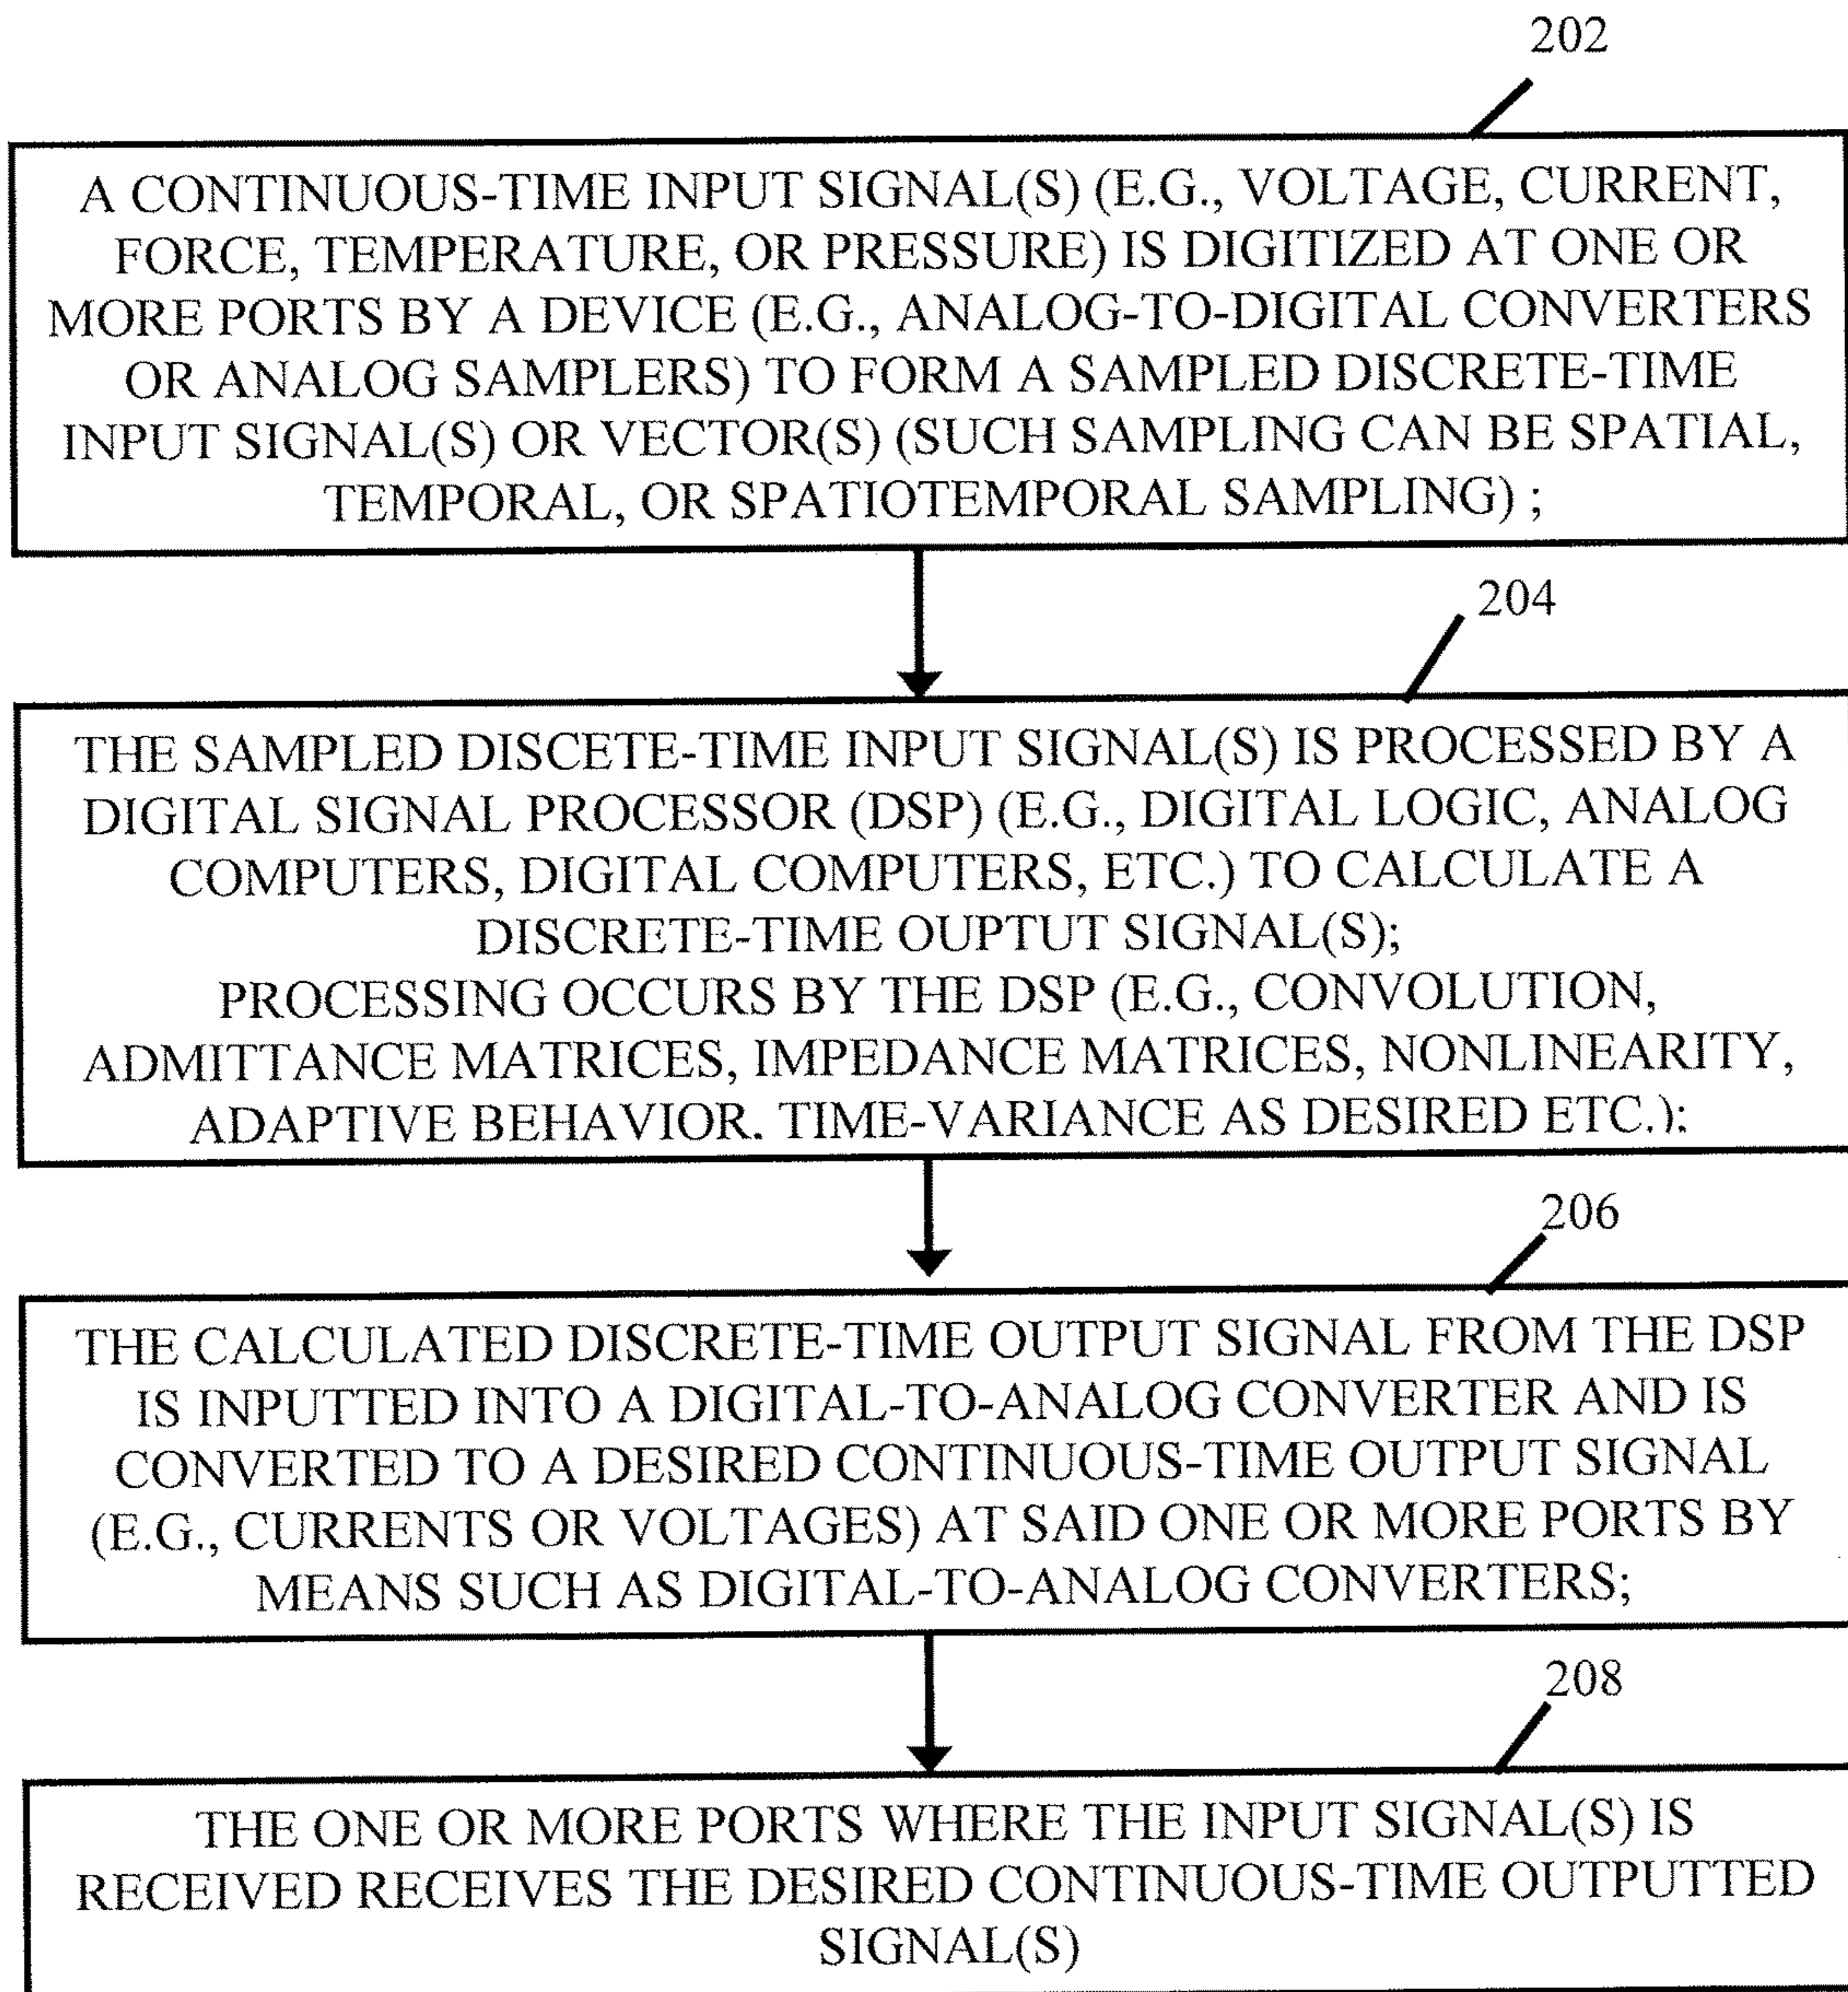 202
A CONTINUOUS-TIME INPUT SIGNAL(S) (E.G., VOLTAGE, CURRENT,
FORCE, TEMPERATURE, OR PRESSURE) IS DIGITIZED AT ONE OR
MORE PORTS BY A DEVICE (E.G., ANALOG-TO-DIGITAL CONVERTERS
OR ANALOG SAMPLERS) TO FORM A SAMPLED DISCRETE-TIME
INPUT SIGNAL(S) OR VECTOR(S) (SUCH SAMPLING CAN BE SPATIAL,
TEMPORAL, OR SPATIOTEMPORAL SAMPLING) ;
204
THE SAMPLED DISCETE-TIME INPUT SIGNAL(S) IS PROCESSED BY A
DIGITAL SIGNAL PROCESSOR (DSP) (E.G., DIGITAL LOGIC, ANALOG
COMPUTERS, DIGITAL COMPUTERS, ETC.) TO CALCULATE A
DISCRETE-TIME OUPTUT SIGNAL(S);
PROCESSING OCCURS BY THE DSP (E.G., CONVOLUTION,
ADMITTANCE MATRICES, IMPEDANCE MATRICES, NONLINEARITY,
ADAPTIVE BEHAVIOR. TIME-VARIANCE AS DESIRED ETC.):
206
THE CALCULATED DISCRETE-TIME OUTPUT SIGNAL FROM THE DSP
IS INPUTTED INTO A DIGITAL-TO-ANALOG CONVERTER AND IS
CONVERTED TO A DESIRED CONTINUOUS-TIME OUTPUT SIGNAL
(E.G., CURRENTS OR VOLTAGES) AT SAID ONE OR MORE PORTS BY
MEANS SUCH AS DIGITAL-TO-ANALOG CONVERTERS;
208
THE ONE OR MORE PORTS WHERE THE INPUT SIGNAL(S) IS
RECEIVED RECEIVES THE DESIRED CONTINUOUS-TIME OUTPUTTED
SIGNAL(S)